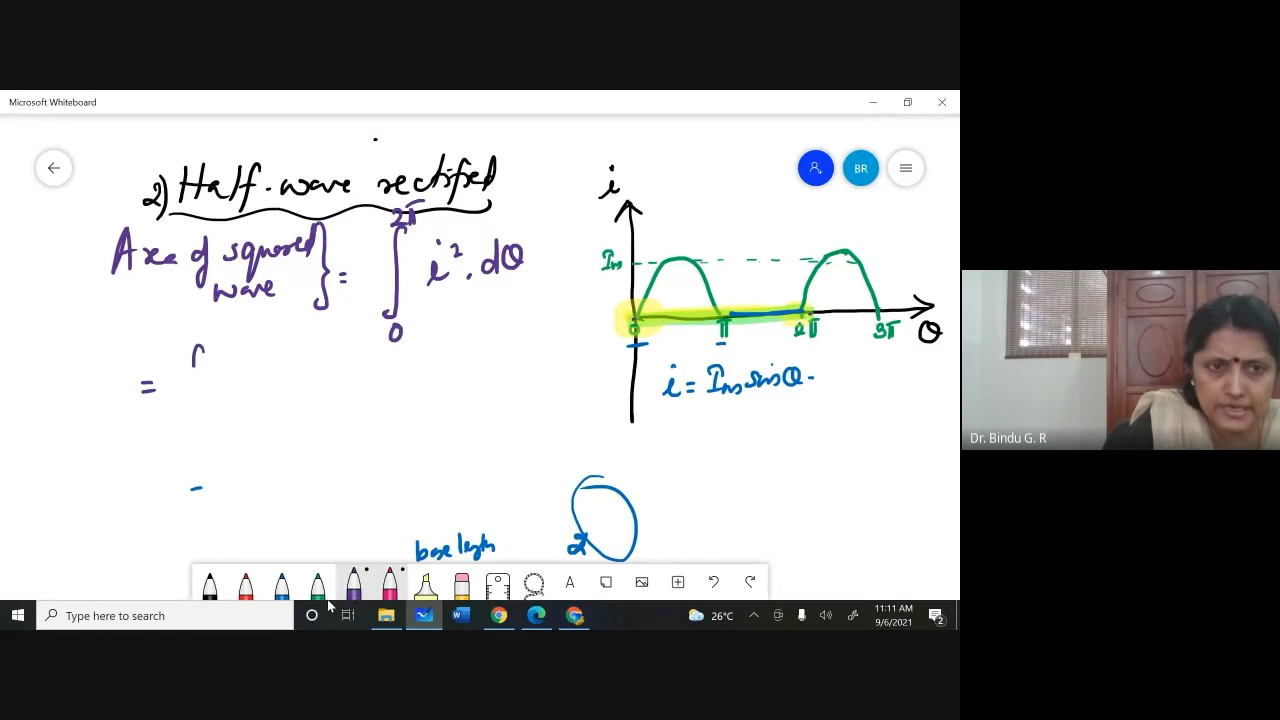 Microsoft Whiteboard
2) Half-wave rectified
Area of squared wave } = ∫ 0 2π i². dθ
=
i
Im
0 π 2π 3π θ
i = Im sinθ
base length
2
BR
A
Dr. Bindu G. R
Type here to search
26°C
11:11 AM
9/6/2021
2